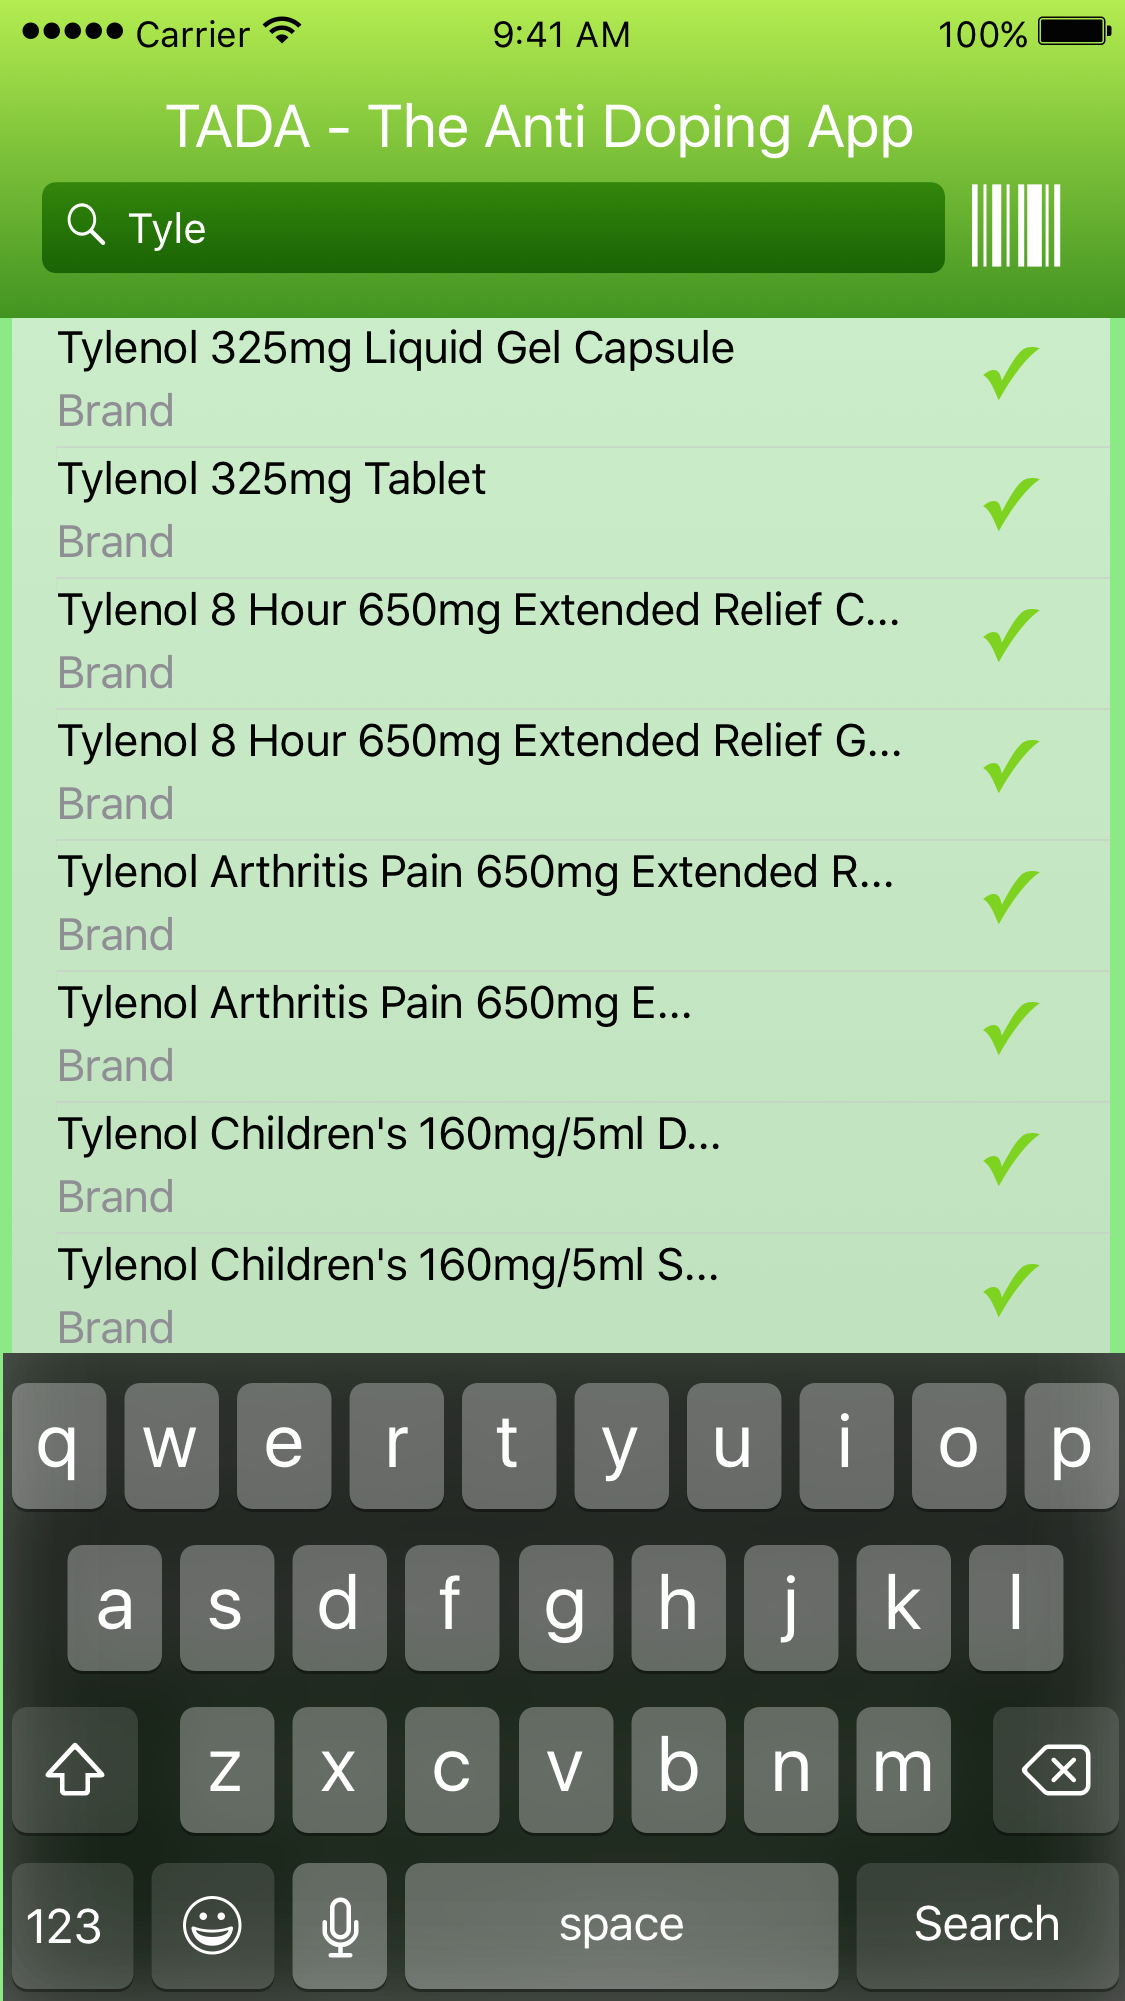 Carrier 9:41 AM 100%
TADA - The Anti Doping App
Tyle
Tylenol 325mg Liquid Gel Capsule
Brand
Tylenol 325mg Tablet
Brand
Tylenol 8 Hour 650mg Extended Relief C...
Brand
Tylenol 8 Hour 650mg Extended Relief G...
Brand
Tylenol Arthritis Pain 650mg Extended R...
Brand
Tylenol Arthritis Pain 650mg E...
Brand
Tylenol Children's 160mg/5ml D...
Brand
Tylenol Children's 160mg/5ml S...
Brand
q w e r t y u i o p
a s d f g h j k l
z x c v b n m
123 space Search